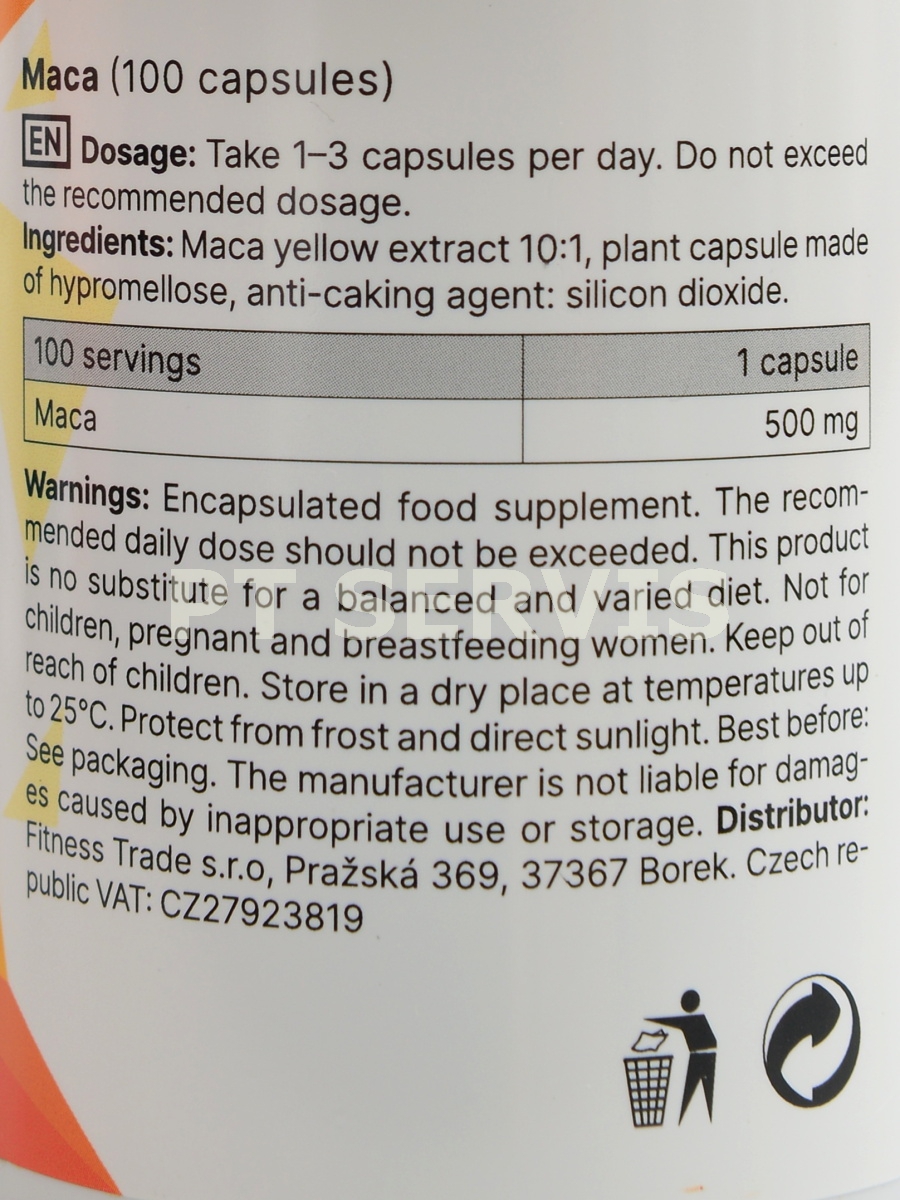 Maca (100 capsules)
EN Dosage: Take 1–3 capsules per day. Do not exceed
the recommended dosage.
Ingredients: Maca yellow extract 10:1, plant capsule made
of hypromellose, anti-caking agent: silicon dioxide.
100 servings 1 capsule
Maca 500 mg
Warnings: Encapsulated food supplement. The recom-
mended daily dose should not be exceeded. This product
is no substitute for a balanced and varied diet. Not for
PT SERVIS
children, pregnant and breastfeeding women. Keep out of
reach of children. Store in a dry place at temperatures up
to 25°C. Protect from frost and direct sunlight. Best before:
See packaging. The manufacturer is not liable for damag-
es caused by inappropriate use or storage. Distributor:
Fitness Trade s.r.o, Pražská 369, 37367 Borek. Czech re-
public VAT: CZ27923819